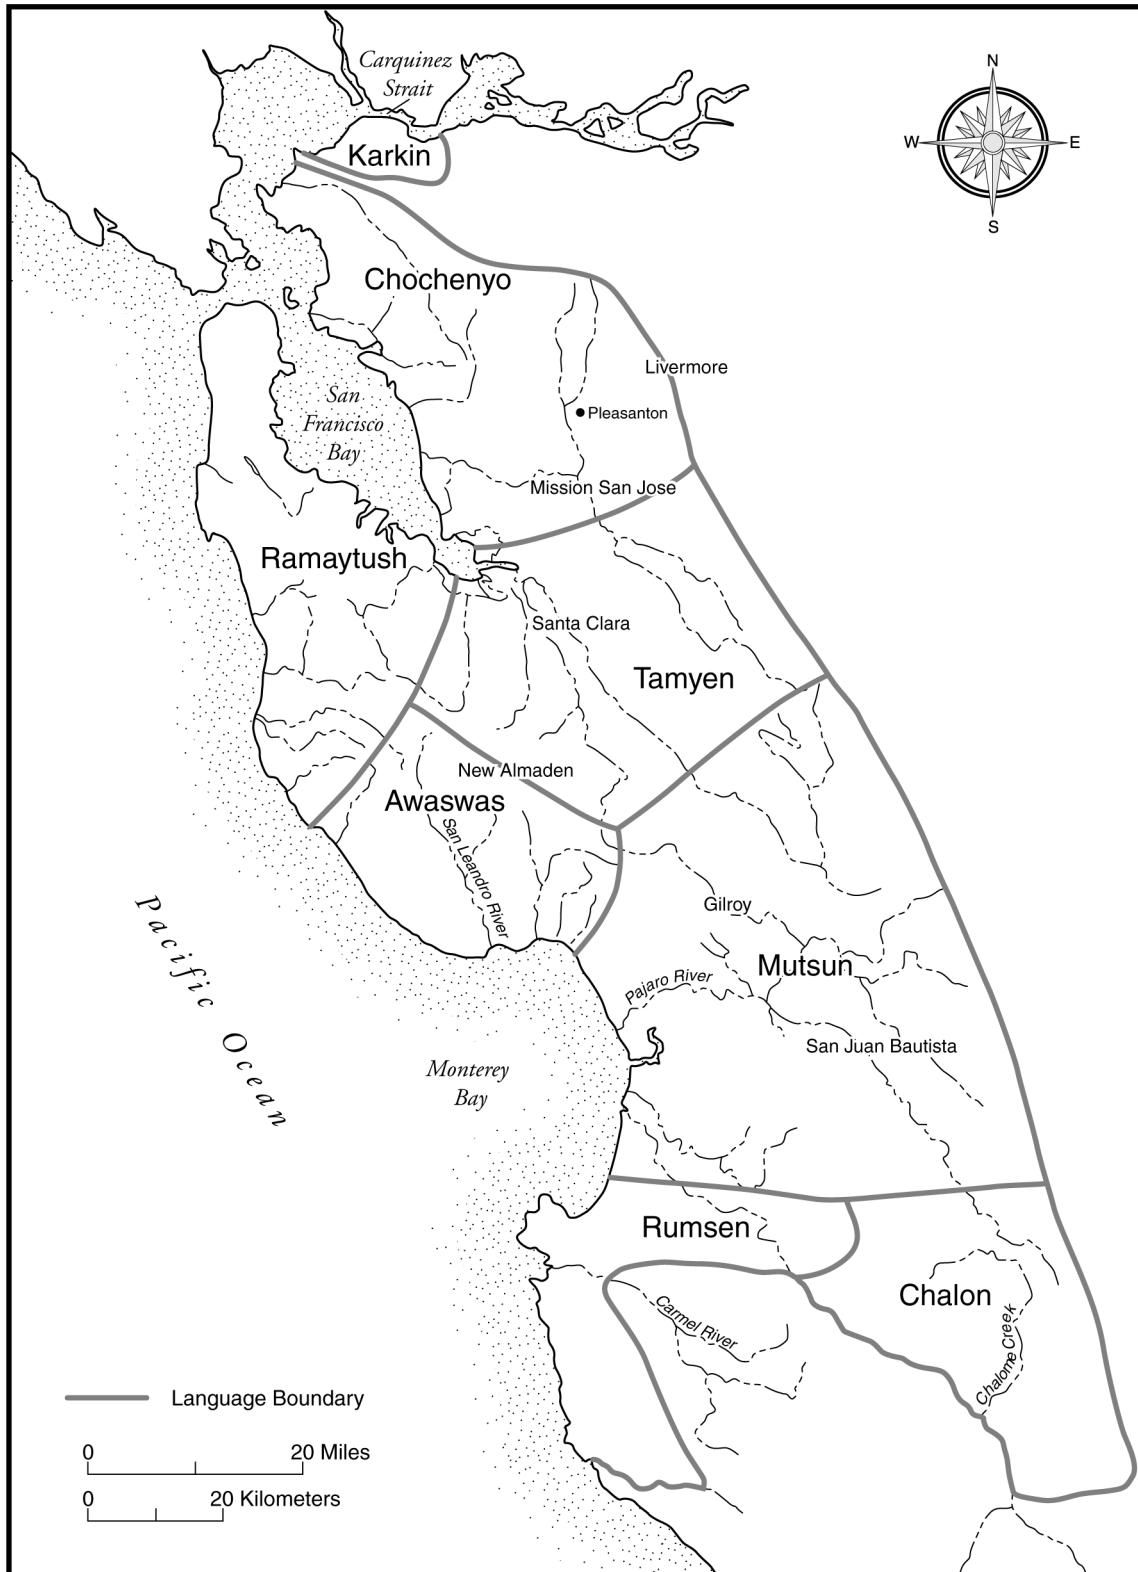 Carquinez
Strait
N
W
E
S
Karkin
Chochenyo
Livermore
San
Francisco
Bay
Pleasanton
Mission San Jose
Ramaytush
Santa Clara
Tamyen
New Almaden
Awaswas
San Leandro River
Gilroy
Pacific Ocean
Mutsun
Pajaro River
San Juan Bautista
Monterey
Bay
Rumsen
Chalon
Carmel River
Chalome Creek
Language Boundary
0 20 Miles
0 20 Kilometers